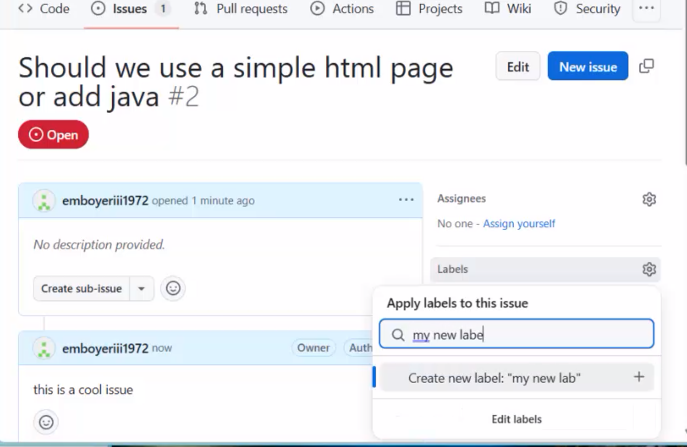 Code Issues 1 Pull requests Actions Projects Wiki Security ...
Should we use a simple html page
or add java #2
Edit New issue
Open
emboyeriii1972 opened 1 minute ago ...
No description provided.
Create sub-issue
emboyeriii1972 now Owner Auth
this is a cool issue
Assignees
No one - Assign yourself
Labels
Apply labels to this issue
my new labe
Create new label: "my new lab" +
Edit labels